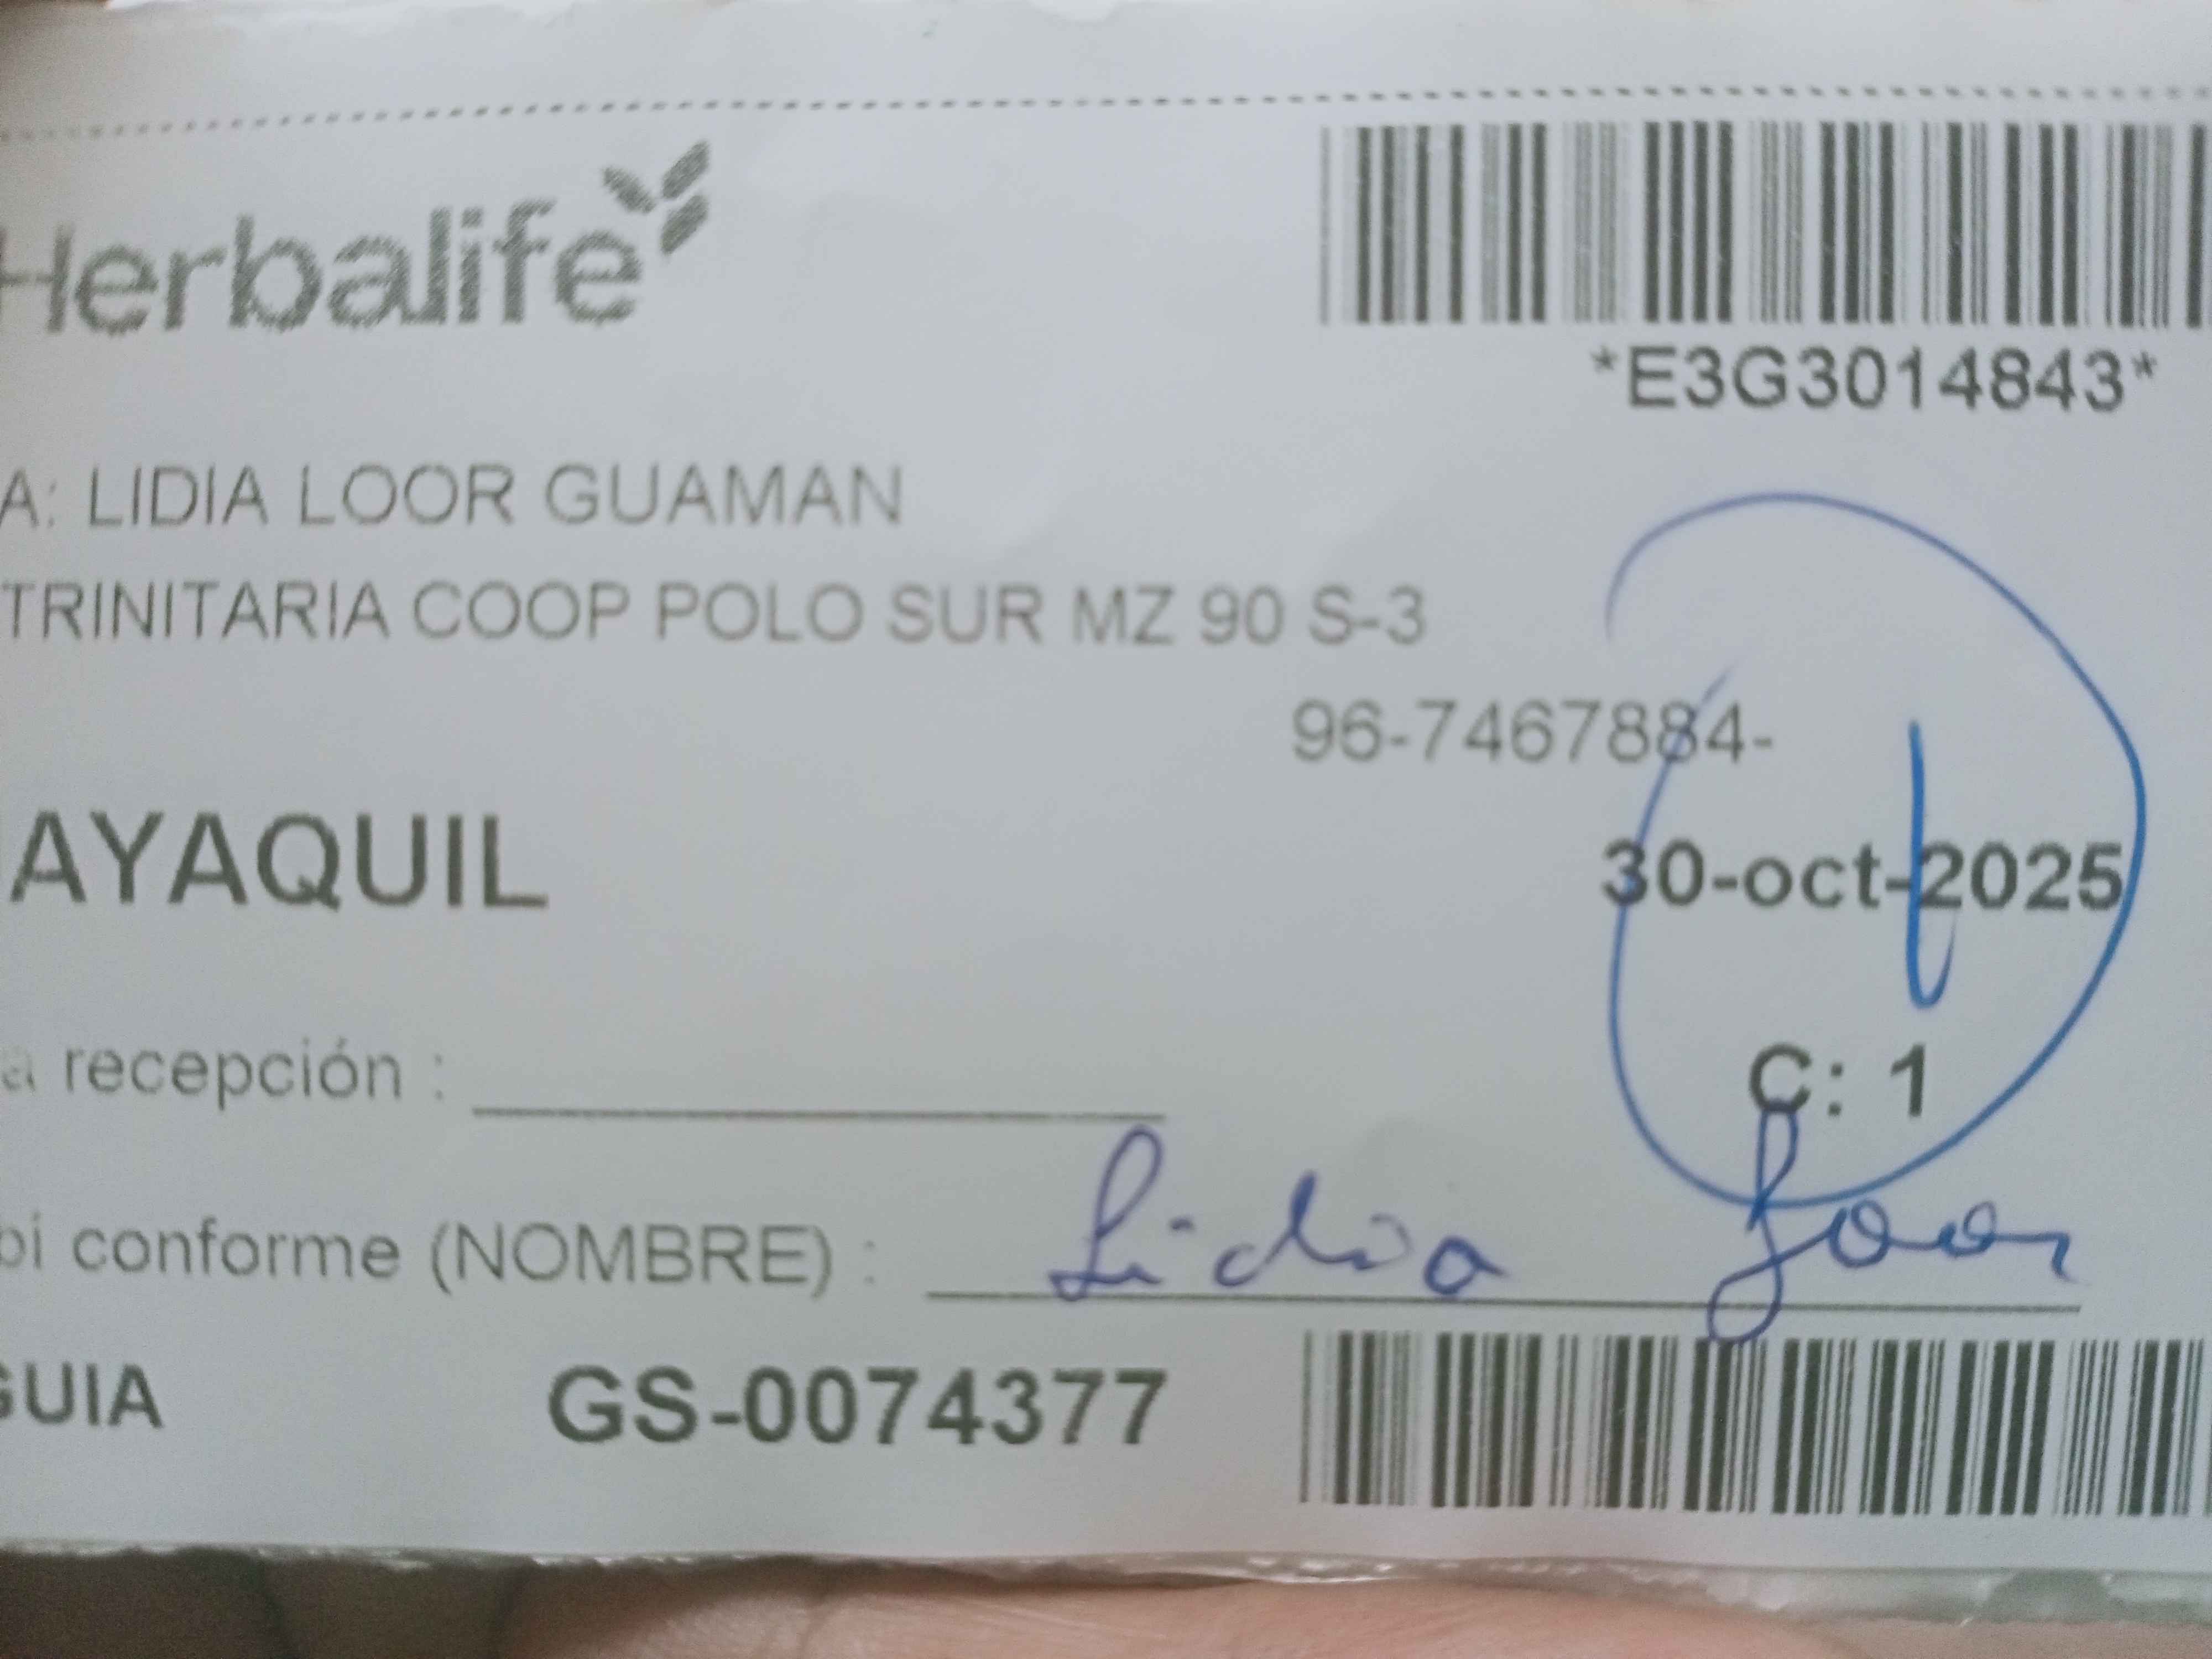 Herbalife
*E3G3014843*
A: LIDIA LOOR GUAMAN
TRINITARIA COOP POLO SUR MZ 90 S-3
96-7467884-
AYAQUIL
30-oct-2025
a recepción :
C: 1
bi conforme (NOMBRE) : Lidia Loor
GUIA GS-0074377